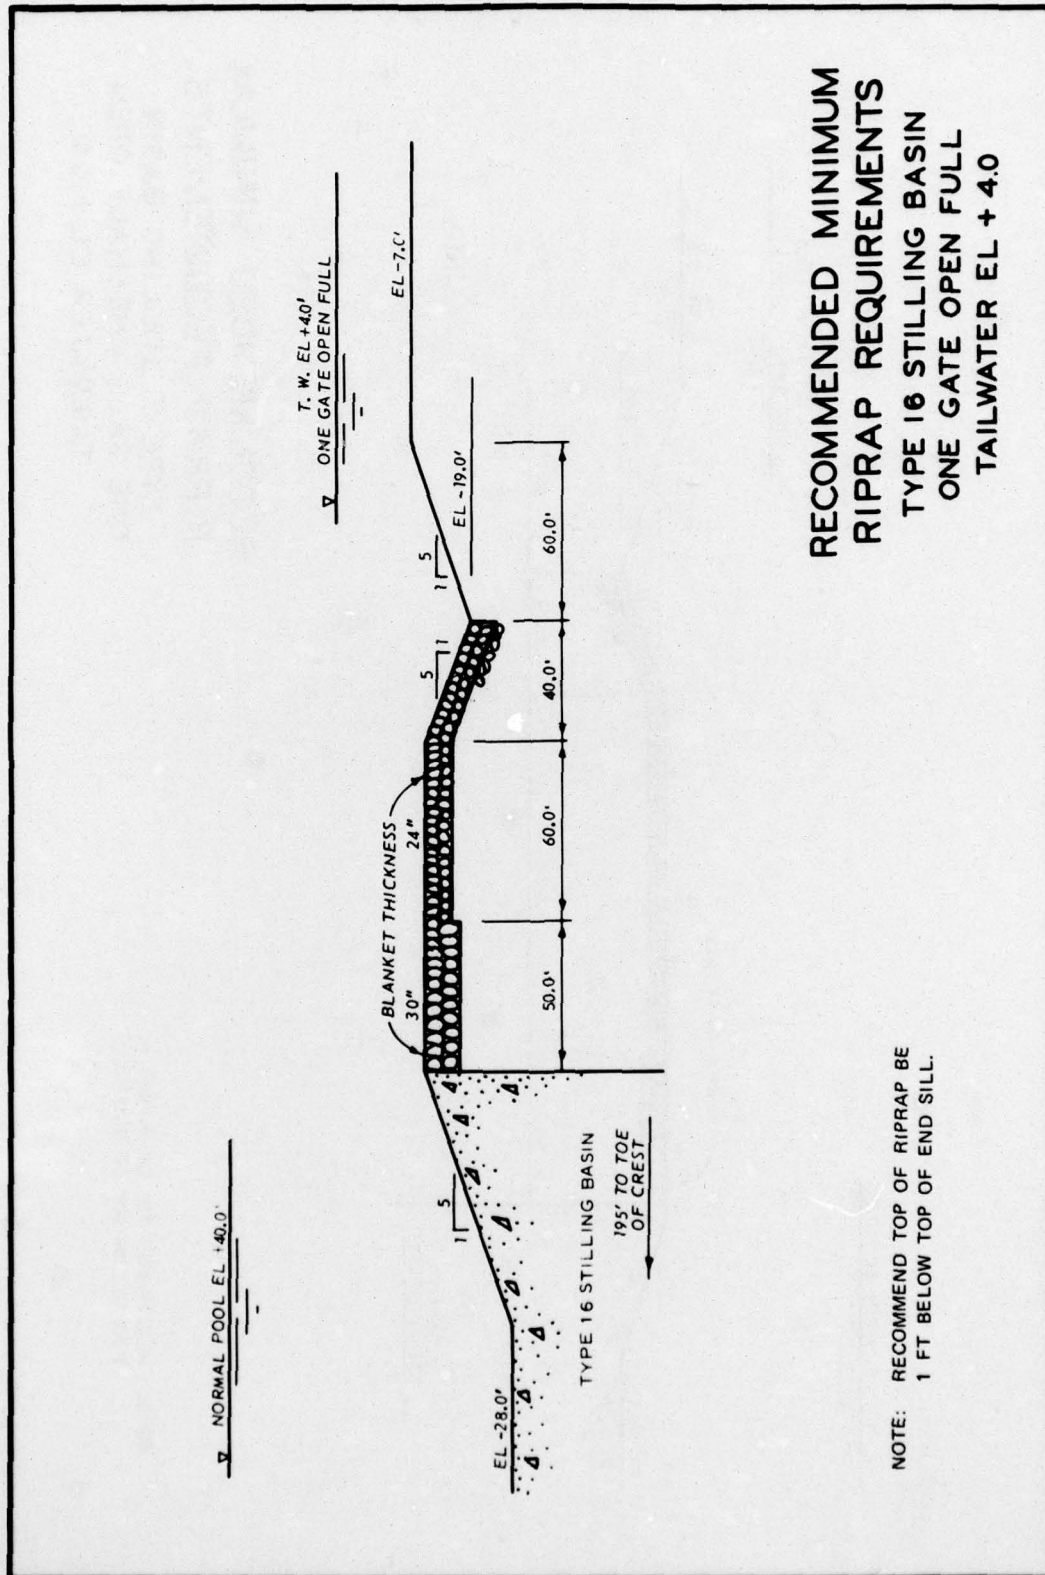 NORMAL POOL EL +40.0'
T. W. EL +4.0'
ONE GATE OPEN FULL
EL -7.0'
BLANKET THICKNESS
30"
24"
5
1
5
1
EL -19.0'
5
1
EL -28.0'
50.0'
60.0'
40.0'
60.0'
TYPE 16 STILLING BASIN
195' TO TOE
OF CREST
RECOMMENDED MINIMUM
RIPRAP REQUIREMENTS
TYPE 16 STILLING BASIN
ONE GATE OPEN FULL
TAILWATER EL + 4.0
NOTE: RECOMMEND TOP OF RIPRAP BE
1 FT BELOW TOP OF END SILL.